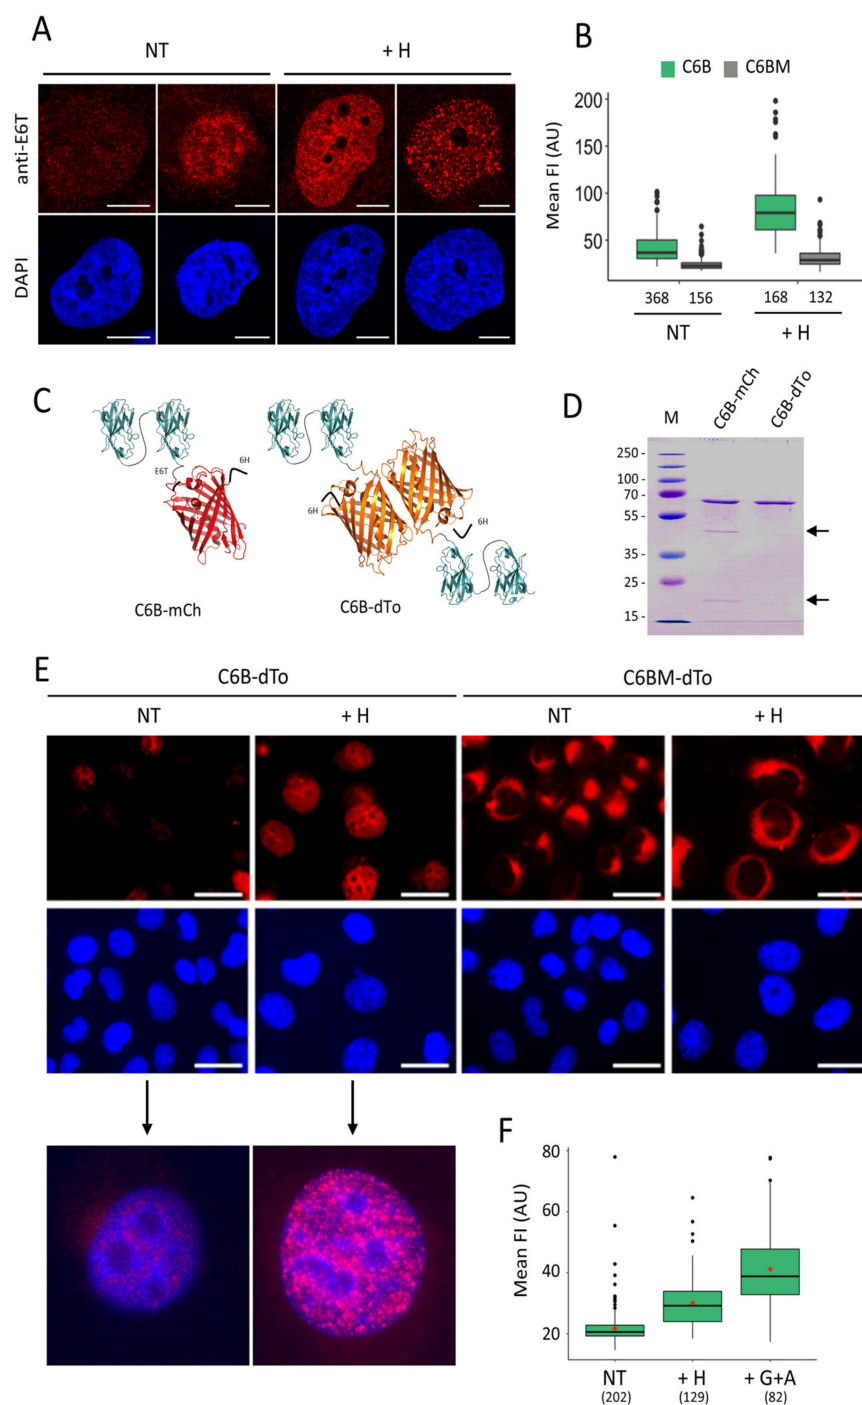 A
NT
+ H
anti-E6T
DAPI
B
C6B
C6BM
Mean FI (AU)
200
150
100
50
368
156
168
132
NT
+ H
C
6H
E6T
6H
6H
C6B-mCh
C6B-dTo
D
M
C6B-mCh
C6B-dTo
250 -
100 -
70 -
55 -
35 -
25 -
15 -
E
C6B-dTo
C6BM-dTo
NT
+ H
NT
+ H
F
Mean FI (AU)
80
60
40
20
NT
+ H
+ G+A
(202)
(129)
(82)